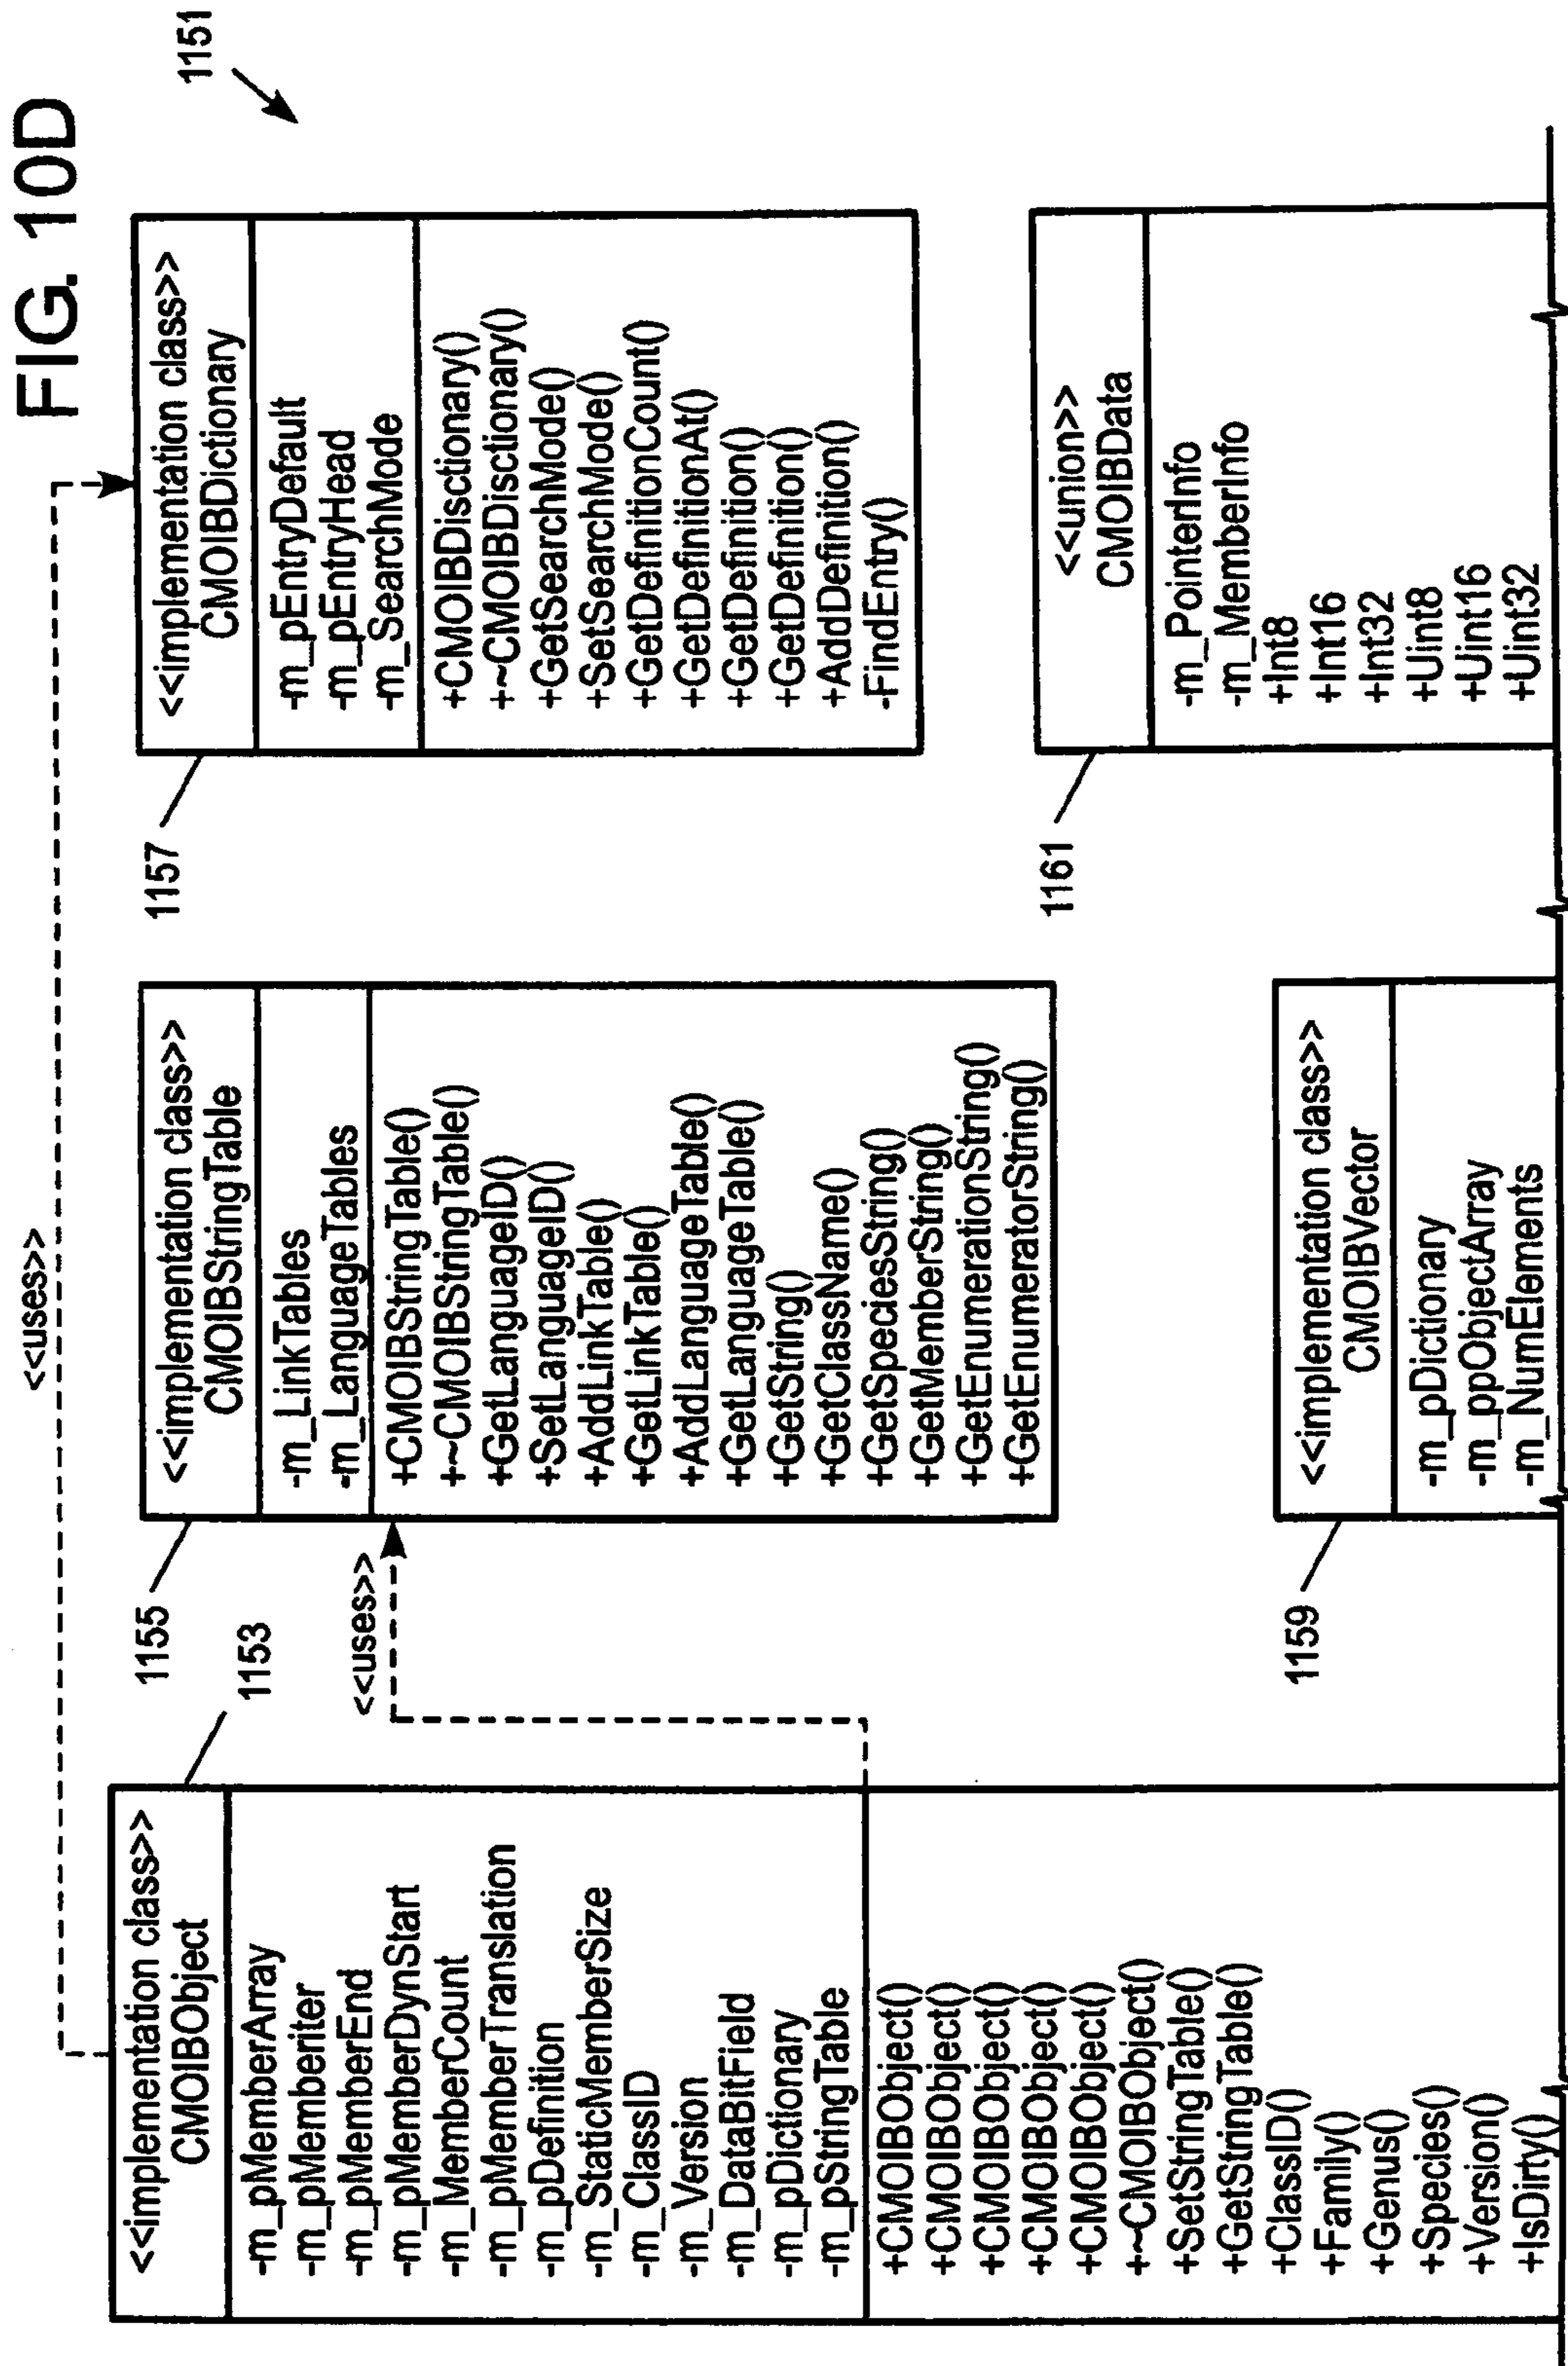 FIG. 10D
1151
<<uses>>
1153
<<implementation class>>
CMOIBObject
-m_pMemberArray
-m_pMemberiter
-m_pMemberEnd
-m_pMemberDynStart
-m_MemberCount
-m_pMemberTranslation
-m_pDefinition
-m_StaticMemberSize
-m_ClassID
-m_Version
-m_DataBitField
-m_pDictionary
-m_pStringTable
+CMOIBObject()
+CMOIBObject()
+CMOIBObject()
+CMOIBObject()
+CMOIBObject()
+~CMOIBObject()
+SetStringTable()
+GetStringTable()
+ClassID()
+Family()
+Genus()
+Species()
+Version()
+IsDirty()
<<uses>>
1155
<<implementation class>>
CMOIBStringTable
-m_LinkTables
-m_LanguageTables
+CMOIBStringTable()
+~CMOIBStringTable()
+GetLanguageID()
+SetLanguageID()
+AddLinkTable()
+GetLinkTable()
+AddLanguageTable()
+GetLanguageTable()
+GetString()
+GetClassName()
+GetSpeciesString()
+GetMemberString()
+GetEnumerationString()
+GetEnumeratorString()
1157
<<implementation class>>
CMOIBDictionary
-m_pEntryDefault
-m_pEntryHead
-m_SearchMode
+CMOIBDisctionary()
+~CMOIBDisctionary()
+GetSearchMode()
+SetSearchMode()
+GetDefinitionCount()
+GetDefinitionAt()
+GetDefinition()
+GetDefinition()
+AddDefinition()
-FindEntry()
1159
<<implementation class>>
CMOIBVector
-m_pDictionary
-m_ppObjectArray
-m_NumElements
1161
<<union>>
CMOIBData
-m_PointerInfo
-m_MemberInfo
+Int8
+Int16
+Int32
+Uint8
+Uint16
+Uint32